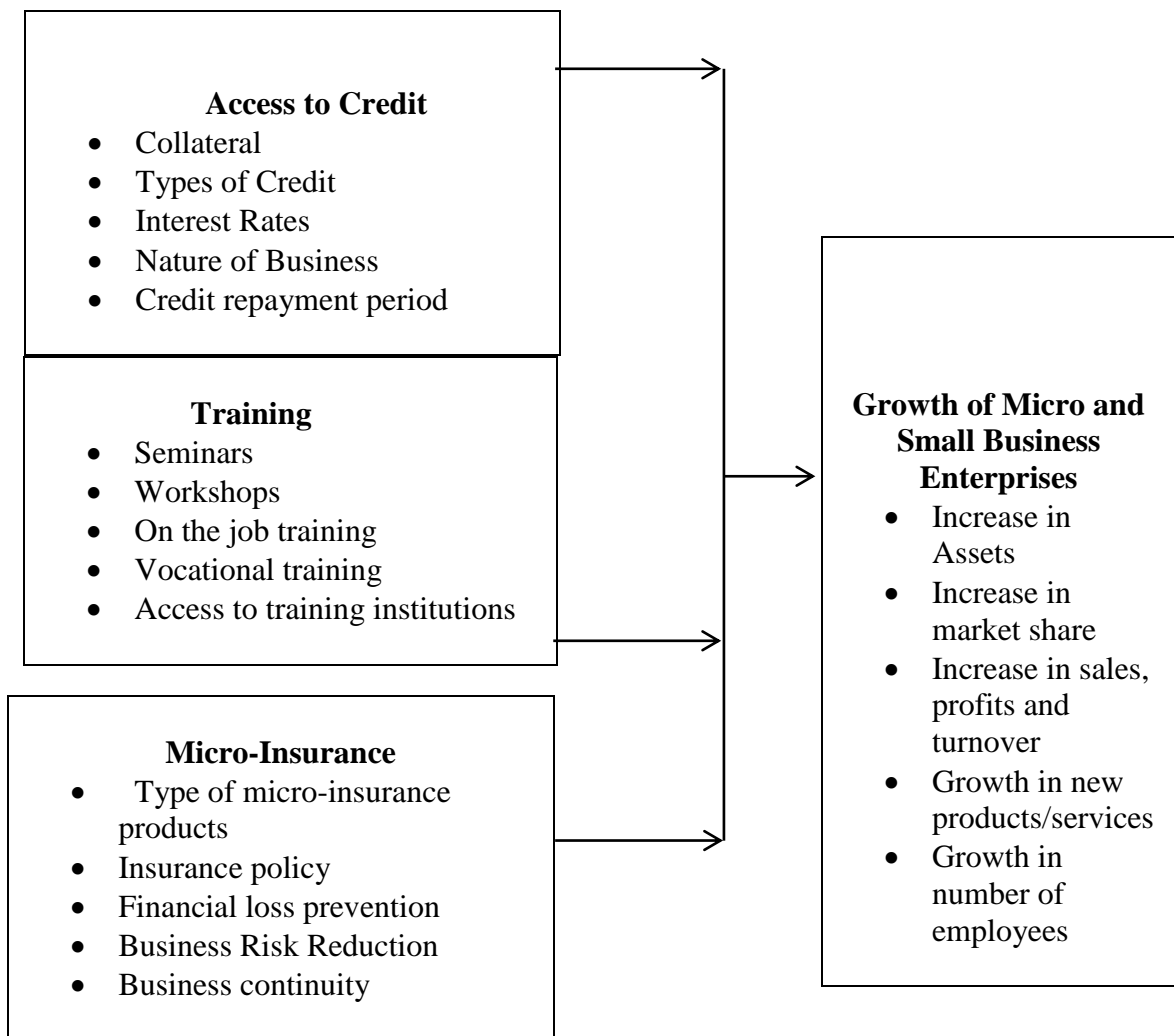 Access to Credit
• Collateral
• Types of Credit
• Interest Rates
• Nature of Business
• Credit repayment period
Training
• Seminars
• Workshops
• On the job training
• Vocational training
• Access to training institutions
Micro-Insurance
• Type of micro-insurance
products
• Insurance policy
• Financial loss prevention
• Business Risk Reduction
• Business continuity
Growth of Micro and
Small Business
Enterprises
• Increase in
Assets
• Increase in
market share
• Increase in sales,
profits and
turnover
• Growth in new
products/services
• Growth in
number of
employees